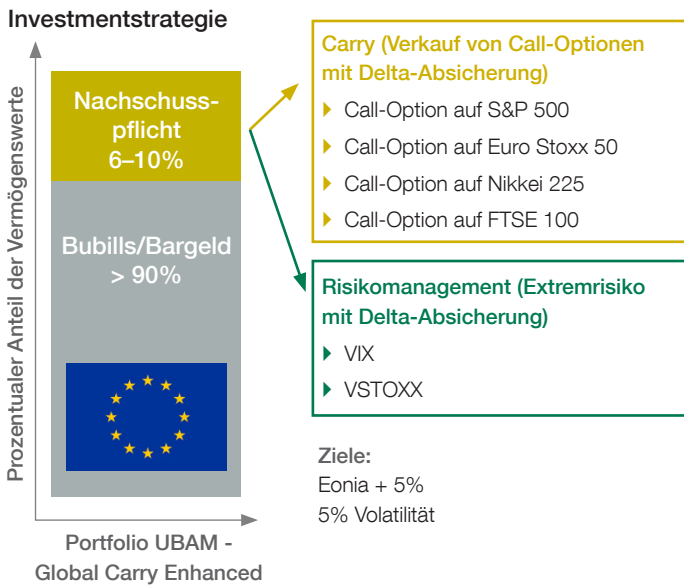 Investmentstrategie
Prozentualer Anteil der Vermögenswerte
Nachschuss-
pflicht
6–10%
Bubills/Bargeld
> 90%
Portfolio UBAM -
Global Carry Enhanced
Carry (Verkauf von Call-Optionen
mit Delta-Absicherung)
Call-Option auf S&P 500
Call-Option auf Euro Stoxx 50
Call-Option auf Nikkei 225
Call-Option auf FTSE 100
Risikomanagement (Extremrisiko
mit Delta-Absicherung)
VIX
VSTOXX
Ziele:
Eonia + 5%
5% Volatilität